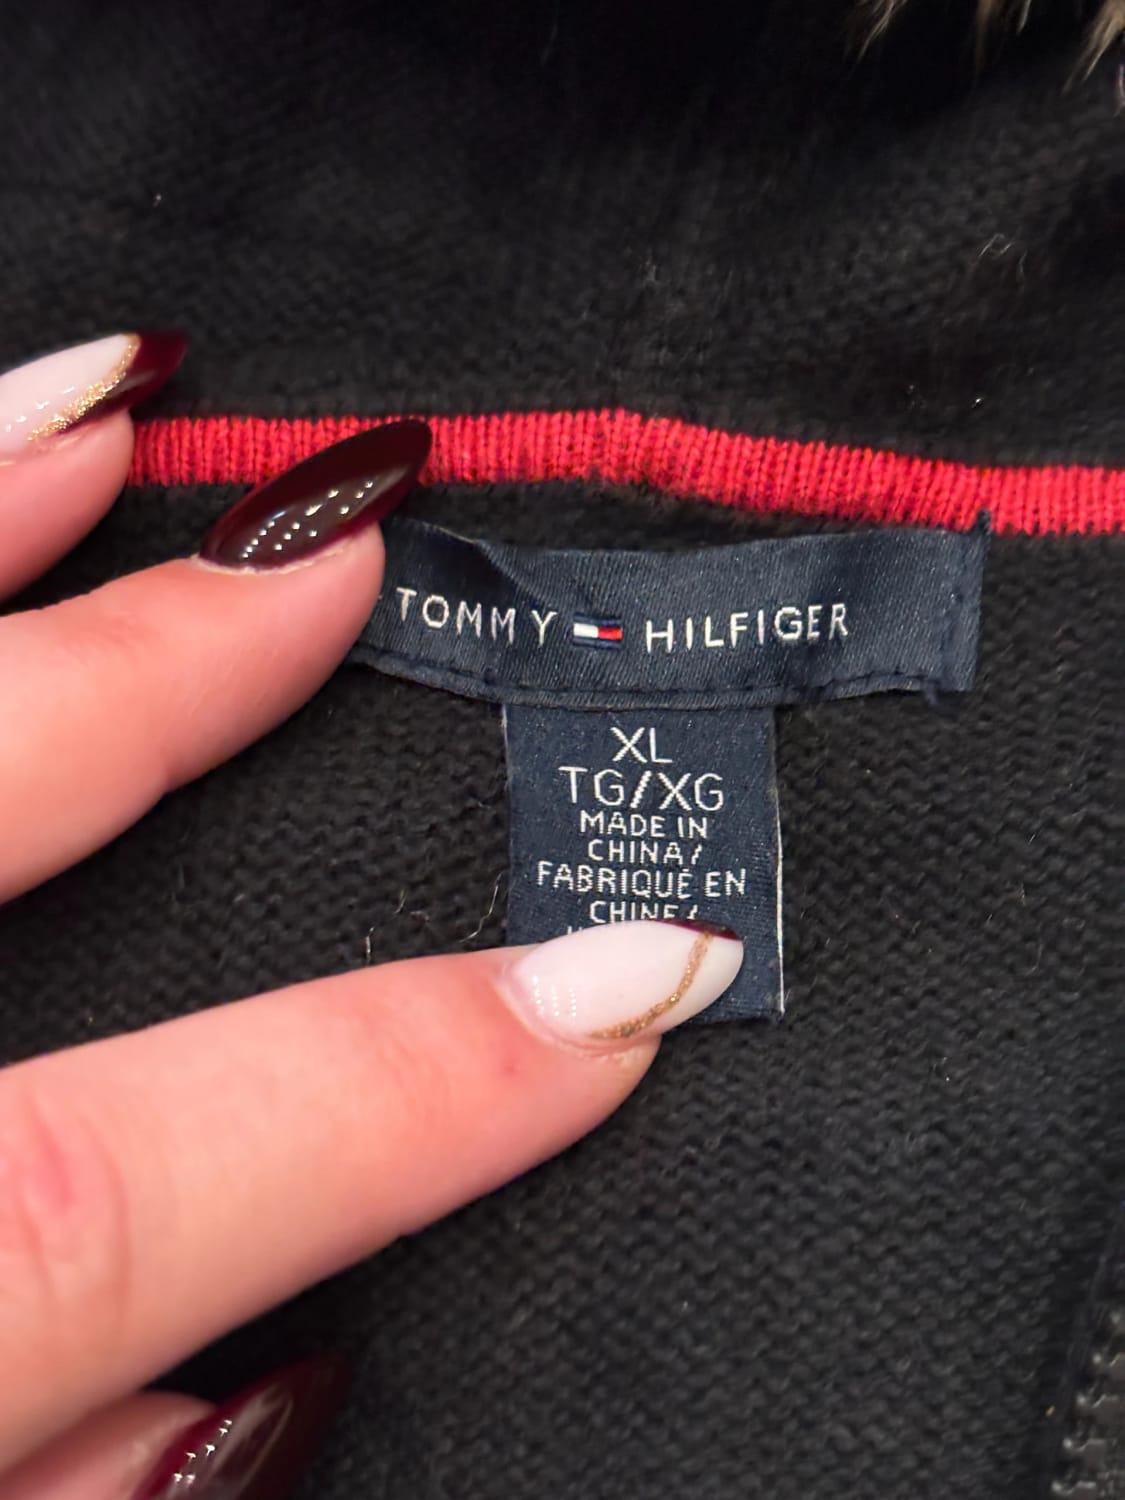 TOMMY HILFIGER
XL
TG/XG
MADE IN
CHINA/
FABRIQUÉ EN
CHINE/